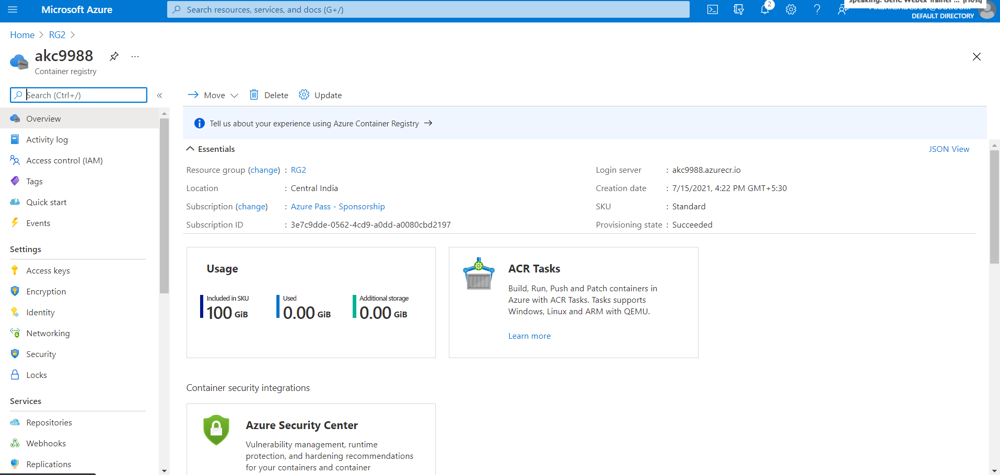 Microsoft Azure
Search resources, services, and docs (G+/)
2
DEFAULT DIRECTORY
Home > RG2 >
akc9988
...
Container registry
Search (Ctrl+/)
«
Move
Delete
Update
Overview
Activity log
Access control (IAM)
Tags
Quick start
Events
Settings
Access keys
Encryption
Identity
Networking
Security
Locks
Services
Repositories
Webhooks
Replications
Tell us about your experience using Azure Container Registry →
Essentials
JSON View
Resource group (change) : RG2
Location : Central India
Subscription (change) : Azure Pass - Sponsorship
Subscription ID : 3e7c9dde-0562-4cd9-a0dd-a0080cbd2197
Login server : akc9988.azurecr.io
Creation date : 7/15/2021, 4:22 PM GMT+5:30
SKU : Standard
Provisioning state : Succeeded
Usage
Included in SKU
100 GiB
Used
0.00 GiB
Additional storage
0.00 GiB
ACR Tasks
Build, Run, Push and Patch containers in
Azure with ACR Tasks. Tasks supports
Windows, Linux and ARM with QEMU.
Learn more
Container security integrations
Azure Security Center
Vulnerability management, runtime
protection, and hardening recommendations
for your containers and container